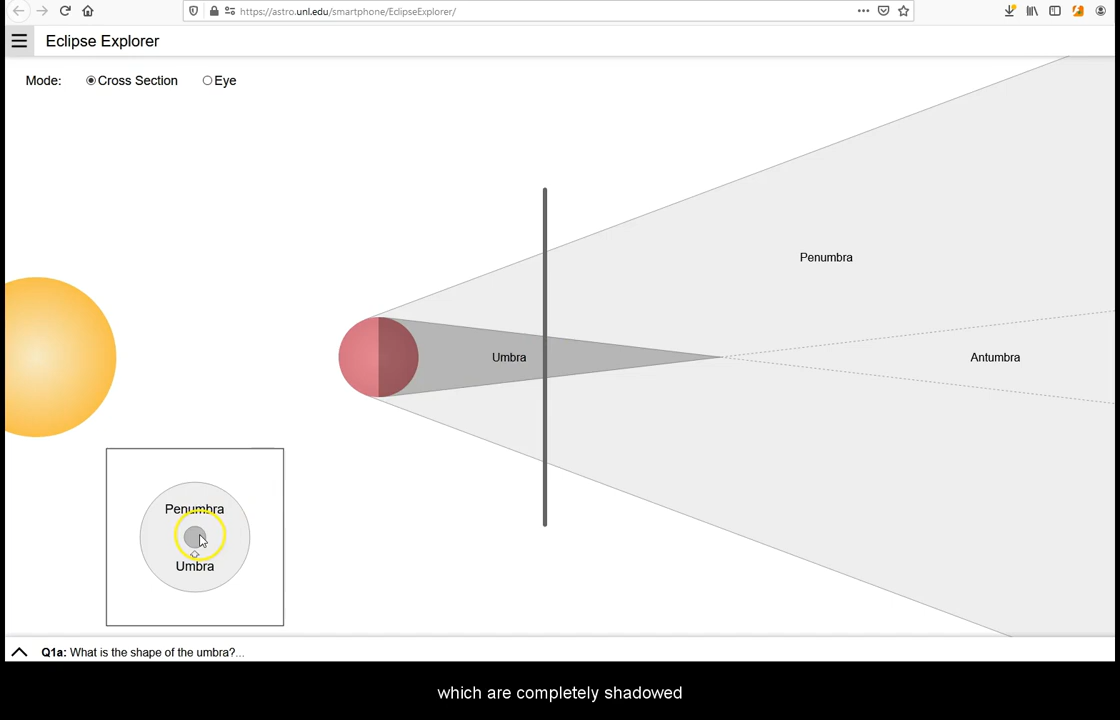 https://astro.unl.edu/smartphone/EclipseExplorer/
Eclipse Explorer
Mode: Cross Section Eye
Penumbra
Umbra
Antumbra
Penumbra
Umbra
Q1a: What is the shape of the umbra?...
which are completely shadowed